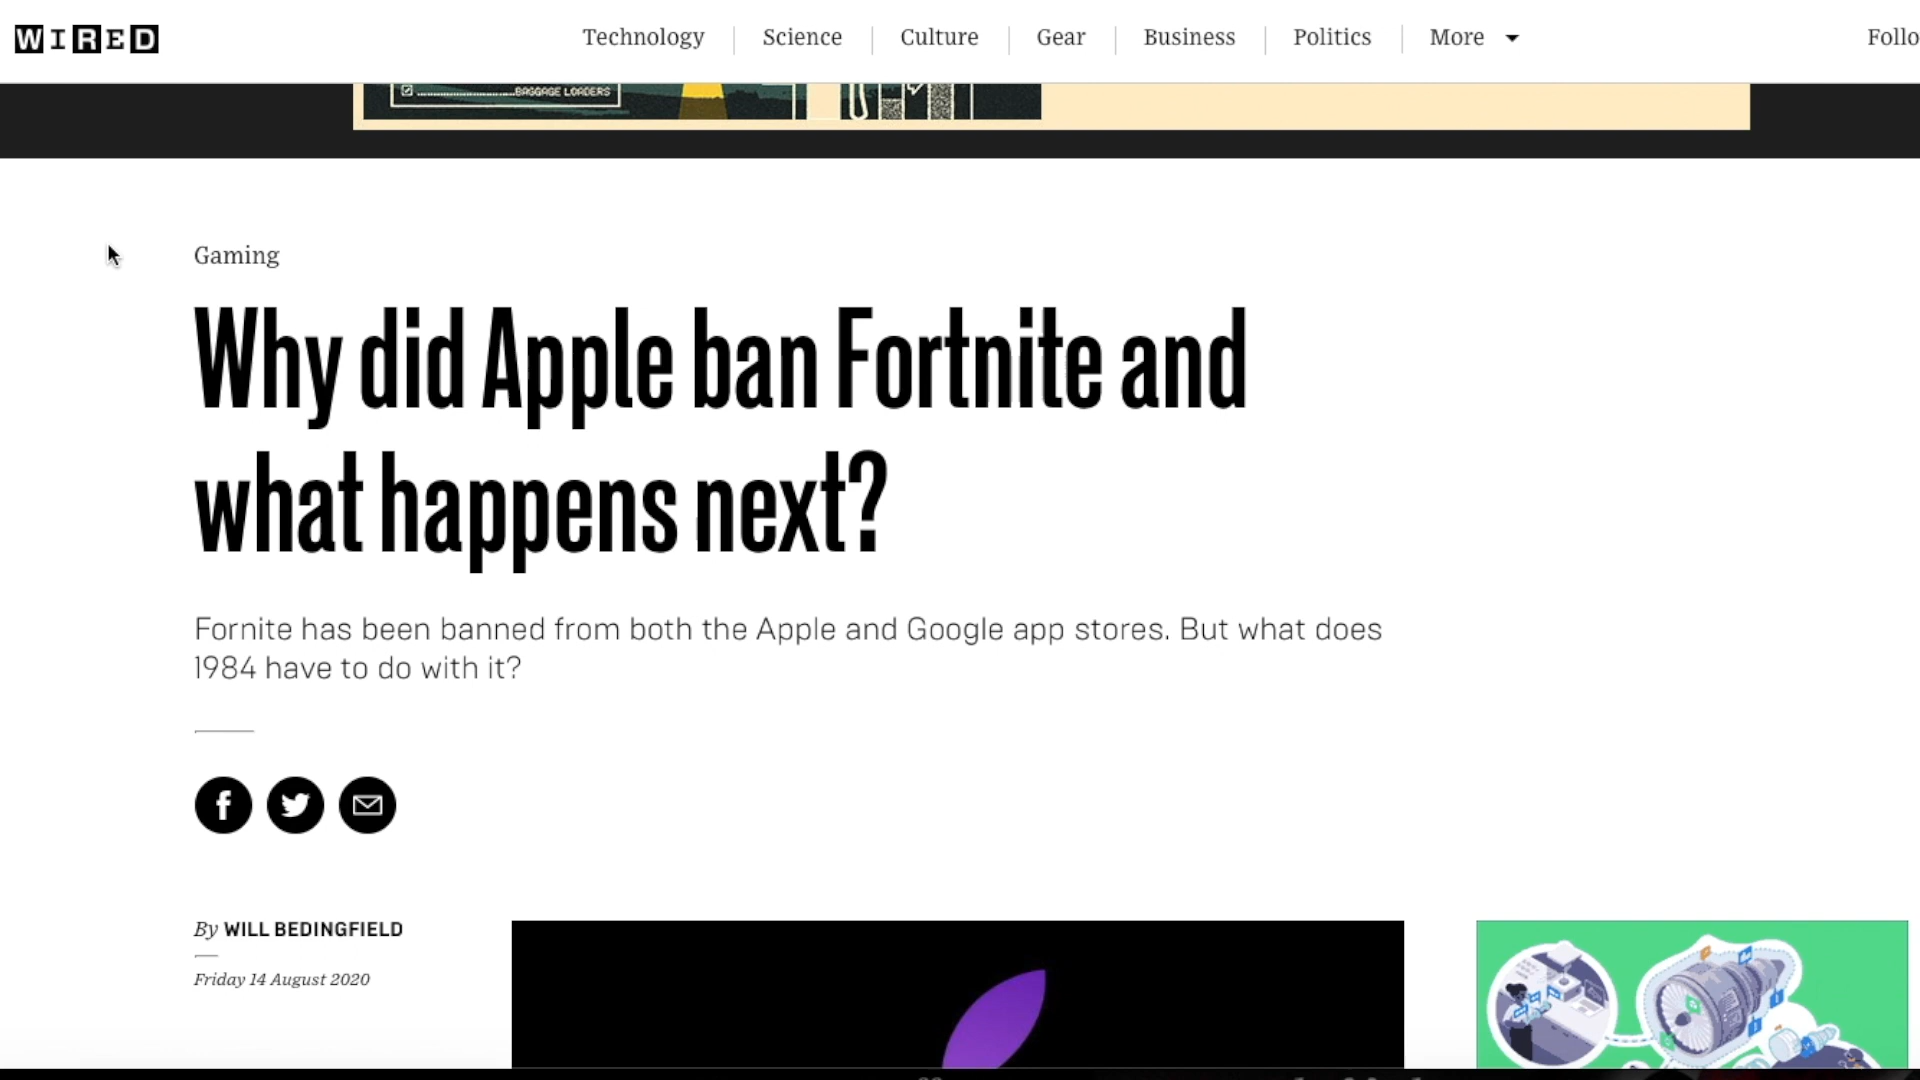 WIRED
Technology
Science
Culture
Gear
Business
Politics
More
Follo
BAGGAGE LOADERS
Gaming
Why did Apple ban Fortnite and
what happens next?
Fornite has been banned from both the Apple and Google app stores. But what does
1984 have to do with it?
By WILL BEDINGFIELD
Friday 14 August 2020